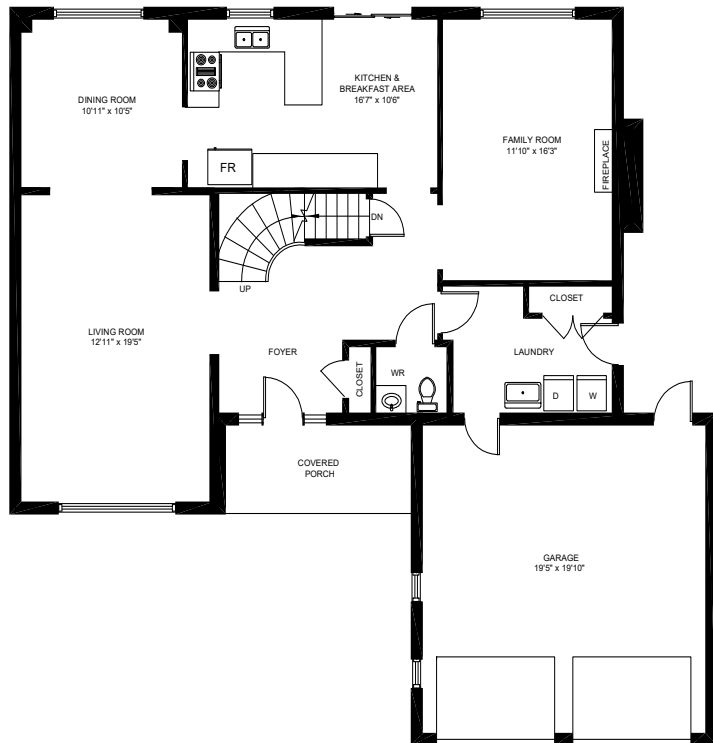 DINING ROOM
10'11" x 10'5"
KITCHEN &
BREAKFAST AREA
16'7" x 10'6"
FAMILY ROOM
11'10" x 16'3"
FIREPLACE
FR
DN
UP
CLOSET
LIVING ROOM
12'11" x 19'5"
FOYER
CLOSET
WR
LAUNDRY
D
W
COVERED
PORCH
GARAGE
19'5" x 19'10"